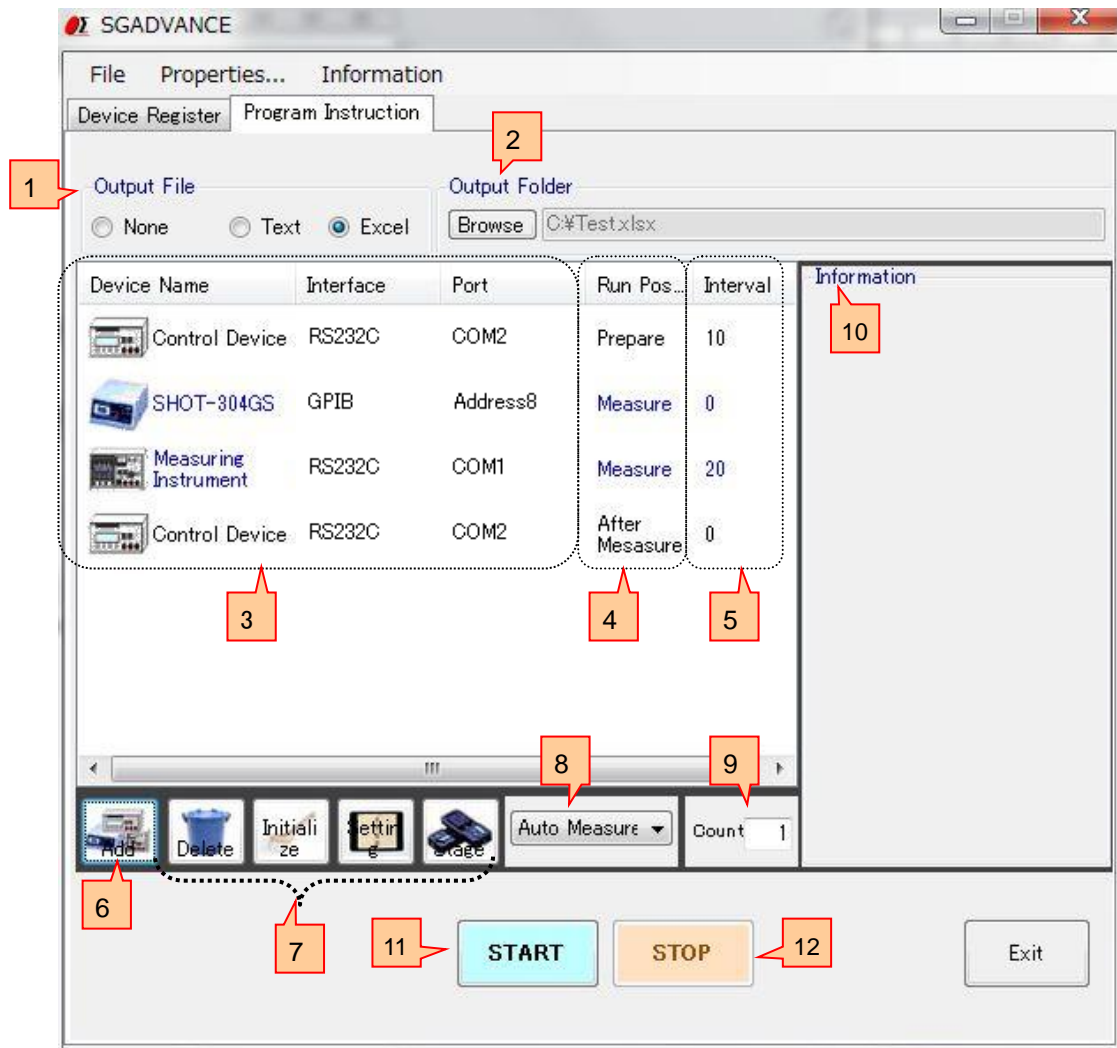 SGADVANCE
File Properties... Information
Device Register Program Instruction
2
1
Output File
Output Folder
None Text Excel
Browse C:¥Test.xlsx
Device Name Interface Port Run Pos... Interval
Information
10
Control Device RS232C COM2 Prepare 10
SHOT-304GS GPIB Address8 Measure 0
Measuring
Instrument RS232C COM1 Measure 20
Control Device RS232C COM2 After
Mesasure 0
3 4 5
8 9
Add
Delete
Initiali
ze
Settin
g
Stage
Auto Measure
Count 1
6
7
11
START
STOP
12
Exit